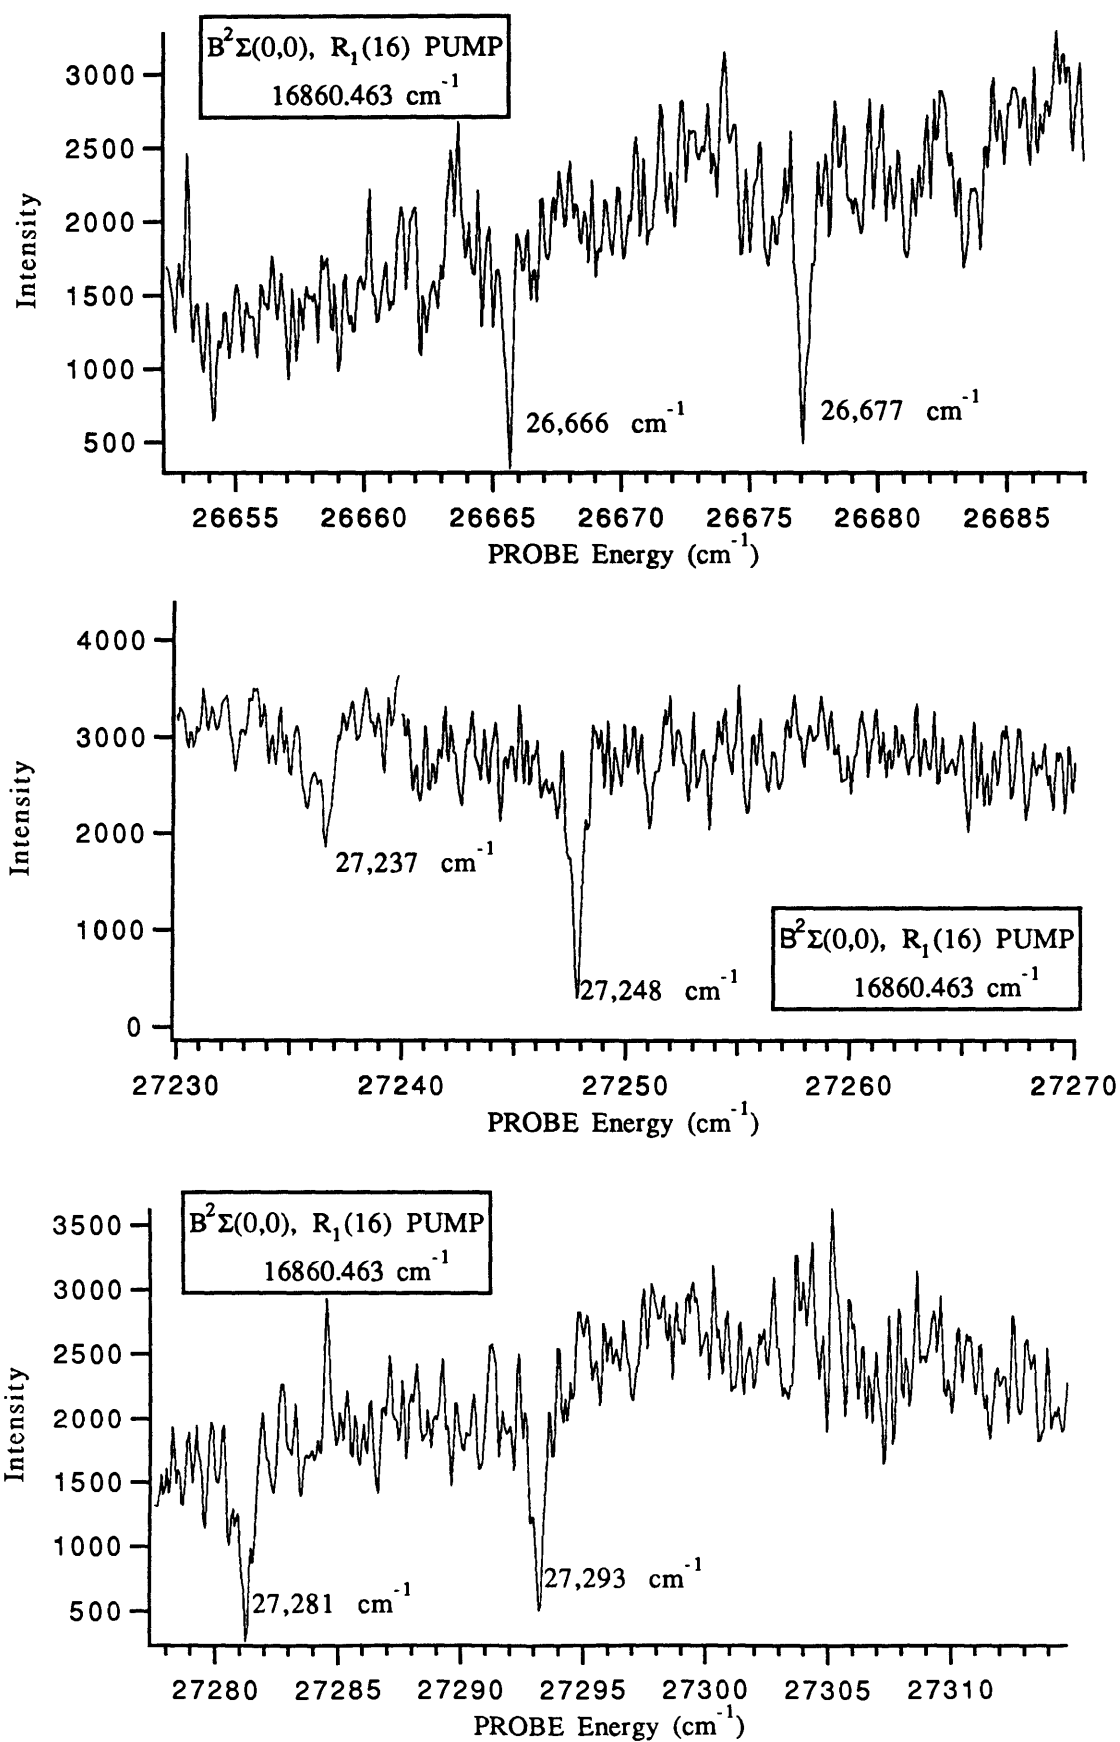 B²Σ(0,0), R₁(16) PUMP
16860.463 cm⁻¹
3000
2500
2000
1500
1000
500
Intensity
26,666 cm⁻¹
26,677 cm⁻¹
26655 26660 26665 26670 26675 26680 26685
PROBE Energy (cm⁻¹)
4000
3000
2000
1000
0
Intensity
27,237 cm⁻¹
B²Σ(0,0), R₁(16) PUMP
16860.463 cm⁻¹
27,248 cm⁻¹
27230 27240 27250 27260 27270
PROBE Energy (cm⁻¹)
B²Σ(0,0), R₁(16) PUMP
16860.463 cm⁻¹
3500
3000
2500
2000
1500
1000
500
Intensity
27,281 cm⁻¹
27,293 cm⁻¹
27280 27285 27290 27295 27300 27305 27310
PROBE Energy (cm⁻¹)